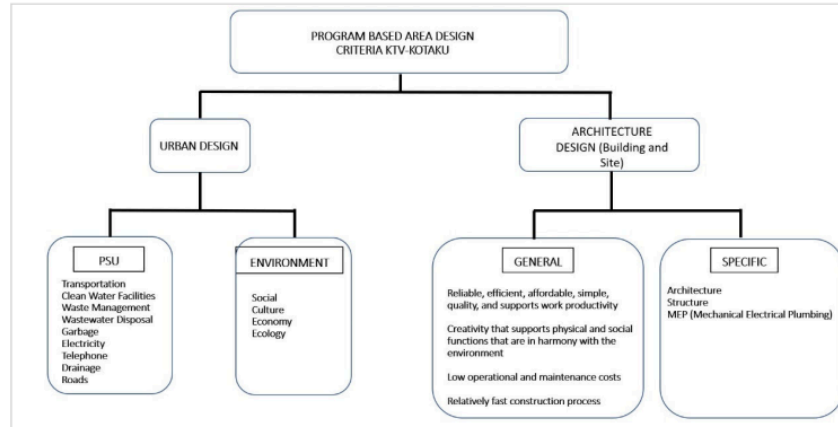 PROGRAM BASED AREA DESIGN
CRITERIA KTV-KOTAKU
URBAN DESIGN
ARCHITECTURE
DESIGN (Building and
Site)
PSU
Transportation
Clean Water Facilities
Waste Management
Wastewater Disposal
Garbage
Electricity
Telephone
Drainage
Roads
ENVIRONMENT
Social
Culture
Economy
Ecology
GENERAL
Reliable, efficient, affordable, simple,
quality, and supports work productivity
Creativity that supports physical and social
functions that are in harmony with the
environment
Low operational and maintenance costs
Relatively fast construction process
SPECIFIC
Architecture
Structure
MEP (Mechanical Electrical Plumbing)